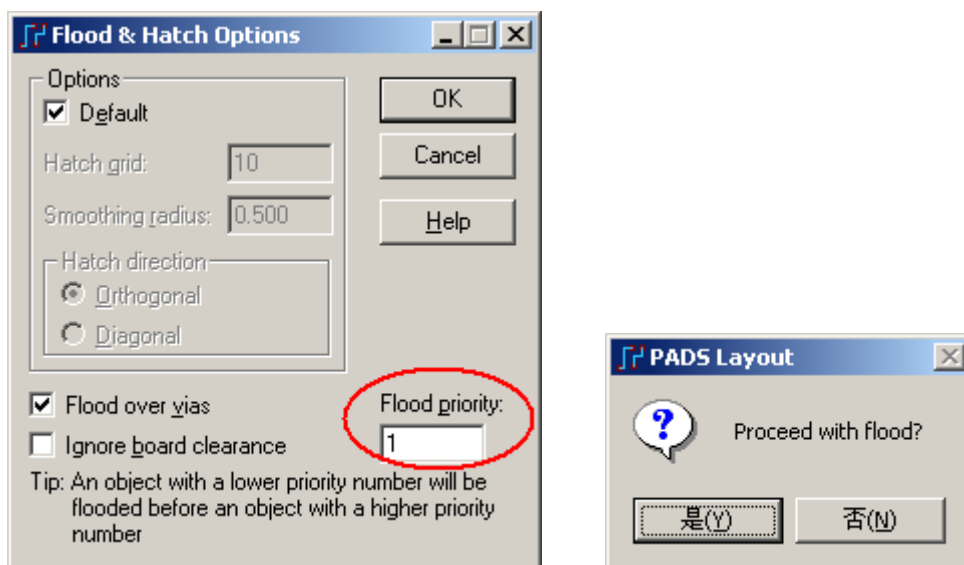 Flood & Hatch Options
Options
Default
OK
Hatch grid:
10
Cancel
Smoothing radius:
0.500
Help
Hatch direction
Orthogonal
Diagonal
Flood over vias
Flood priority:
Ignore board clearance
1
Tip: An object with a lower priority number will be
flooded before an object with a higher priority
number
PADS Layout
Proceed with flood?
是(Y)
否(N)